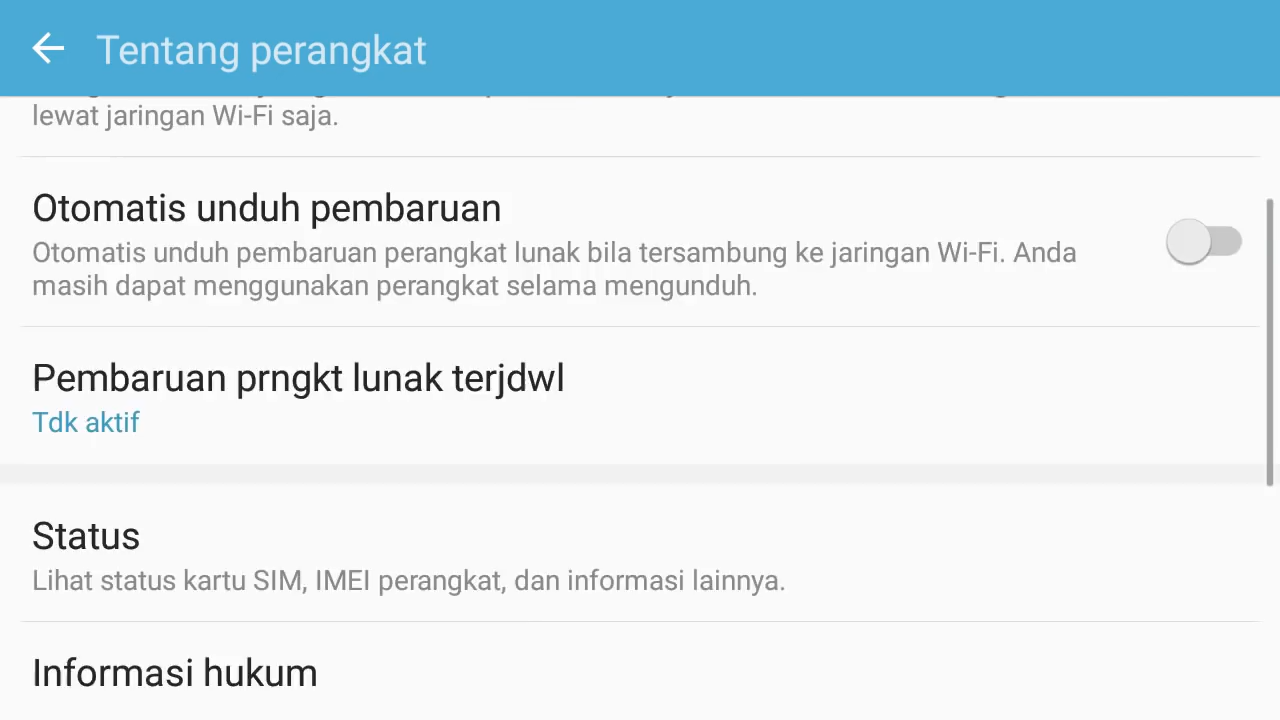 Tentang perangkat
lewat jaringan Wi-Fi saja.
Otomatis unduh pembaruan
Otomatis unduh pembaruan perangkat lunak bila tersambung ke jaringan Wi-Fi. Anda
masih dapat menggunakan perangkat selama mengunduh.
Pembaruan prngkt lunak terjdwl
Tdk aktif
Status
Lihat status kartu SIM, IMEI perangkat, dan informasi lainnya.
Informasi hukum